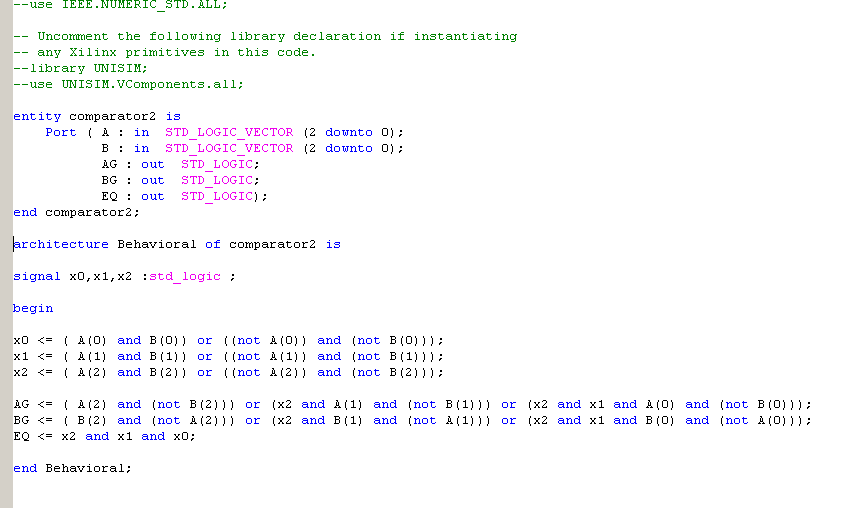 --use IEEE.NUMERIC_STD.ALL;
-- Uncomment the following library declaration if instantiating
-- any Xilinx primitives in this code.
--library UNISIM;
--use UNISIM.VComponents.all;
entity comparator2 is
Port ( A : in STD_LOGIC_VECTOR (2 downto 0);
B : in STD_LOGIC_VECTOR (2 downto 0);
AG : out STD_LOGIC;
BG : out STD_LOGIC;
EQ : out STD_LOGIC);
end comparator2;
architecture Behavioral of comparator2 is
signal x0,x1,x2 :std_logic ;
begin
x0 <= ( A(0) and B(0)) or ((not A(0)) and (not B(0)));
x1 <= ( A(1) and B(1)) or ((not A(1)) and (not B(1)));
x2 <= ( A(2) and B(2)) or ((not A(2)) and (not B(2)));
AG <= ( A(2) and (not B(2))) or (x2 and A(1) and (not B(1))) or (x2 and x1 and A(0) and (not B(0)));
BG <= ( B(2) and (not A(2))) or (x2 and B(1) and (not A(1))) or (x2 and x1 and B(0) and (not A(0)));
EQ <= x2 and x1 and x0;
end Behavioral;